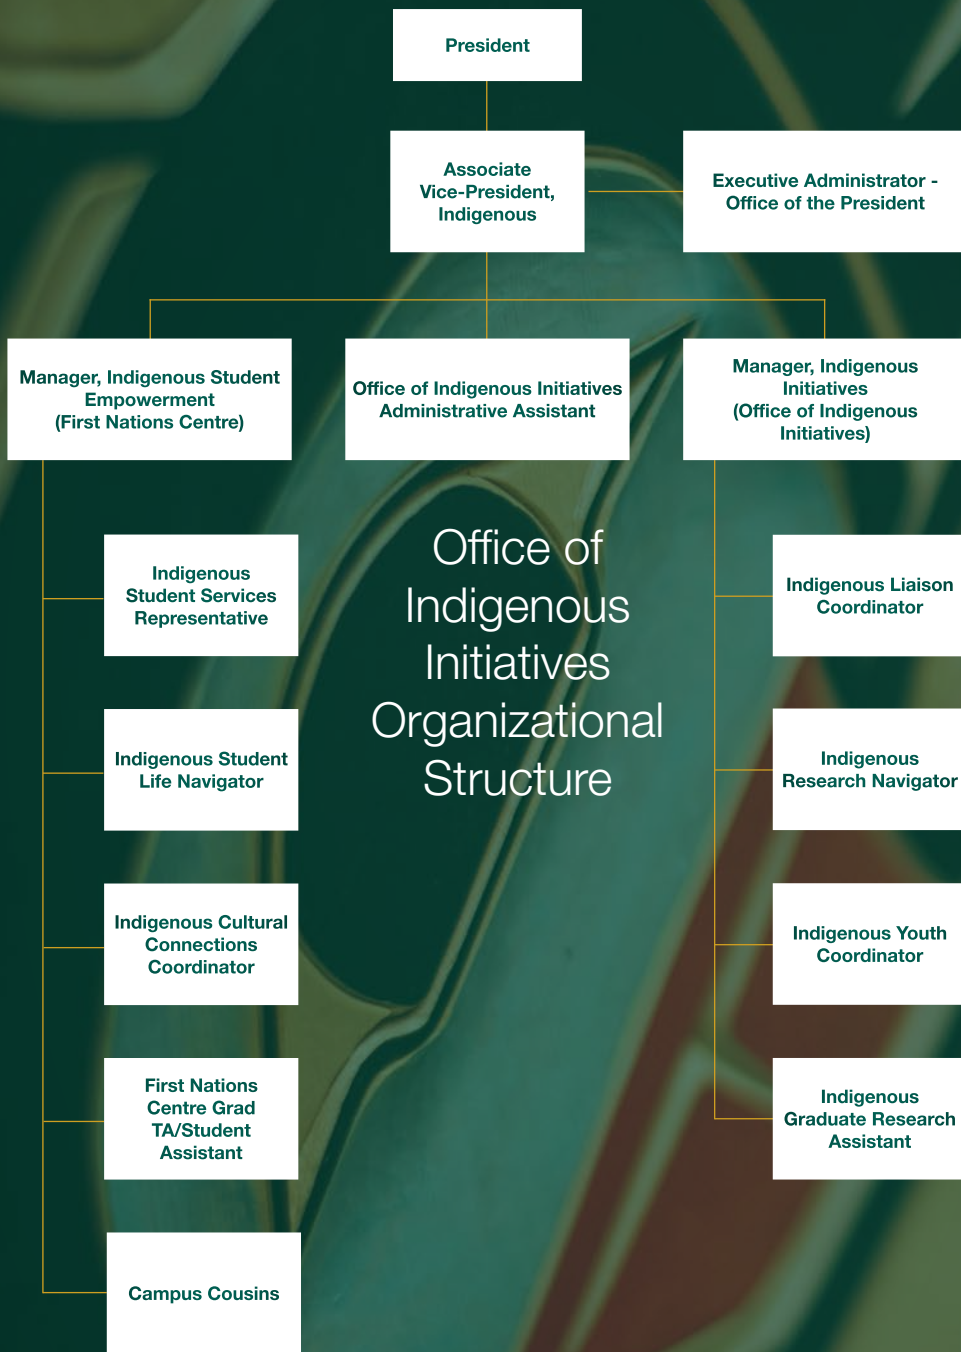 President
Associate
Vice-President,
Indigenous
Executive Administrator -
Office of the President
Manager, Indigenous Student
Empowerment
(First Nations Centre)
Office of Indigenous Initiatives
Administrative Assistant
Manager, Indigenous
Initiatives
(Office of Indigenous
Initiatives)
Office of
Indigenous
Initiatives
Organizational
Structure
Indigenous
Student Services
Representative
Indigenous Student
Life Navigator
Indigenous Cultural
Connections
Coordinator
First Nations
Centre Grad
TA/Student
Assistant
Campus Cousins
Indigenous Liaison
Coordinator
Indigenous
Research Navigator
Indigenous Youth
Coordinator
Indigenous
Graduate Research
Assistant